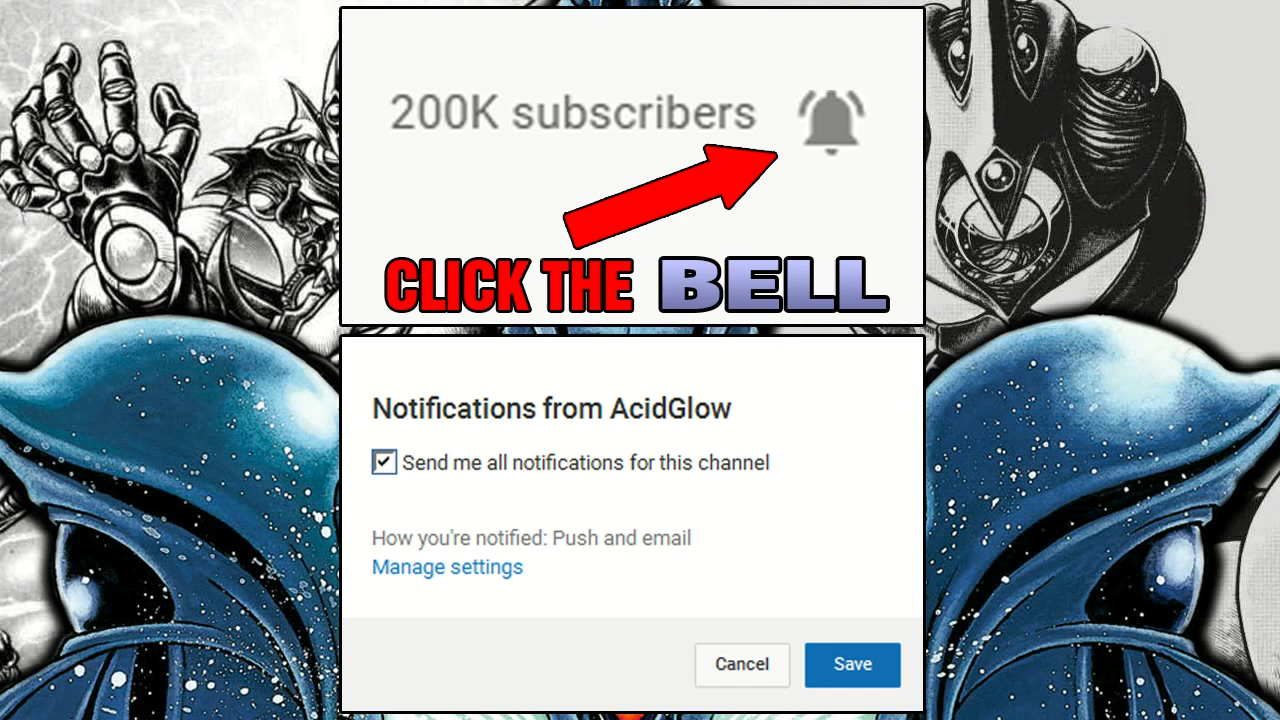 200K subscribers
CLICK THE BELL
Notifications from AcidGlow
Send me all notifications for this channel
How you're notified: Push and email
Manage settings
Cancel Save